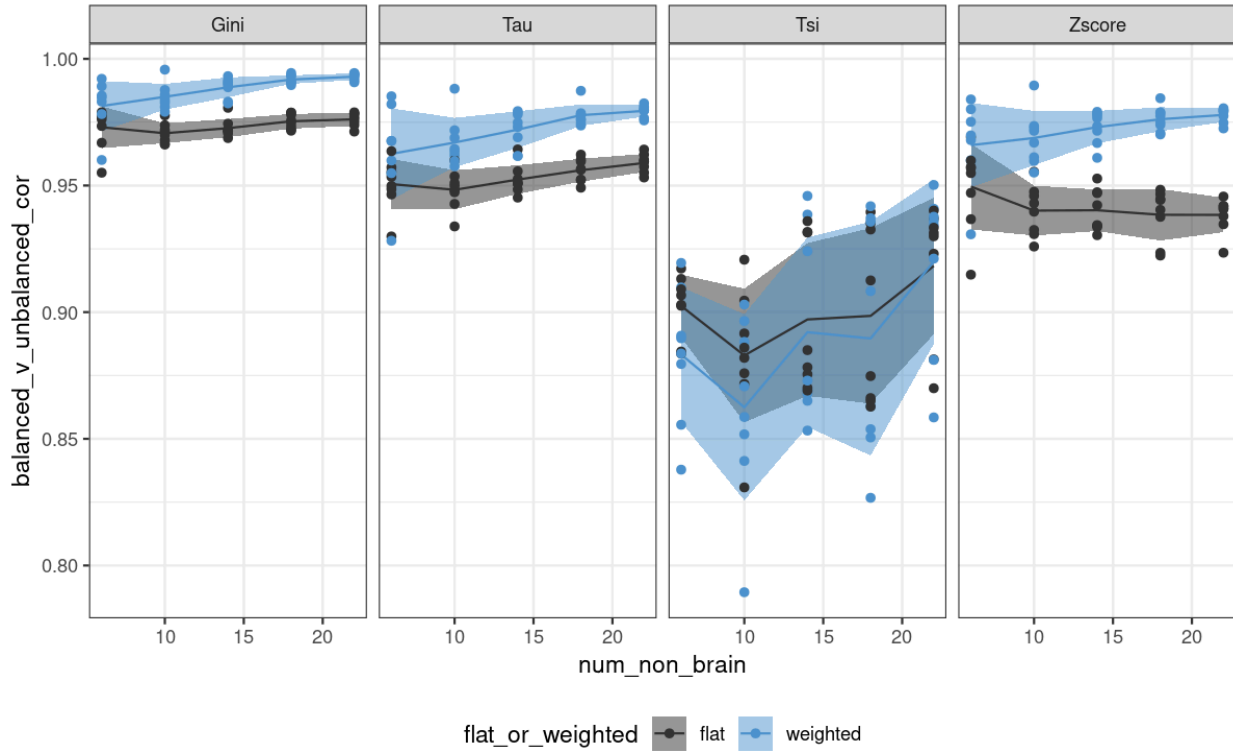 Gini Tau Tsi Zscore
1.00
0.95
0.90
0.85
0.80
balanced_v_unbalanced_cor
10 15 20 10 15 20 10 15 20 10 15 20
num_non_brain
flat_or_weighted flat weighted